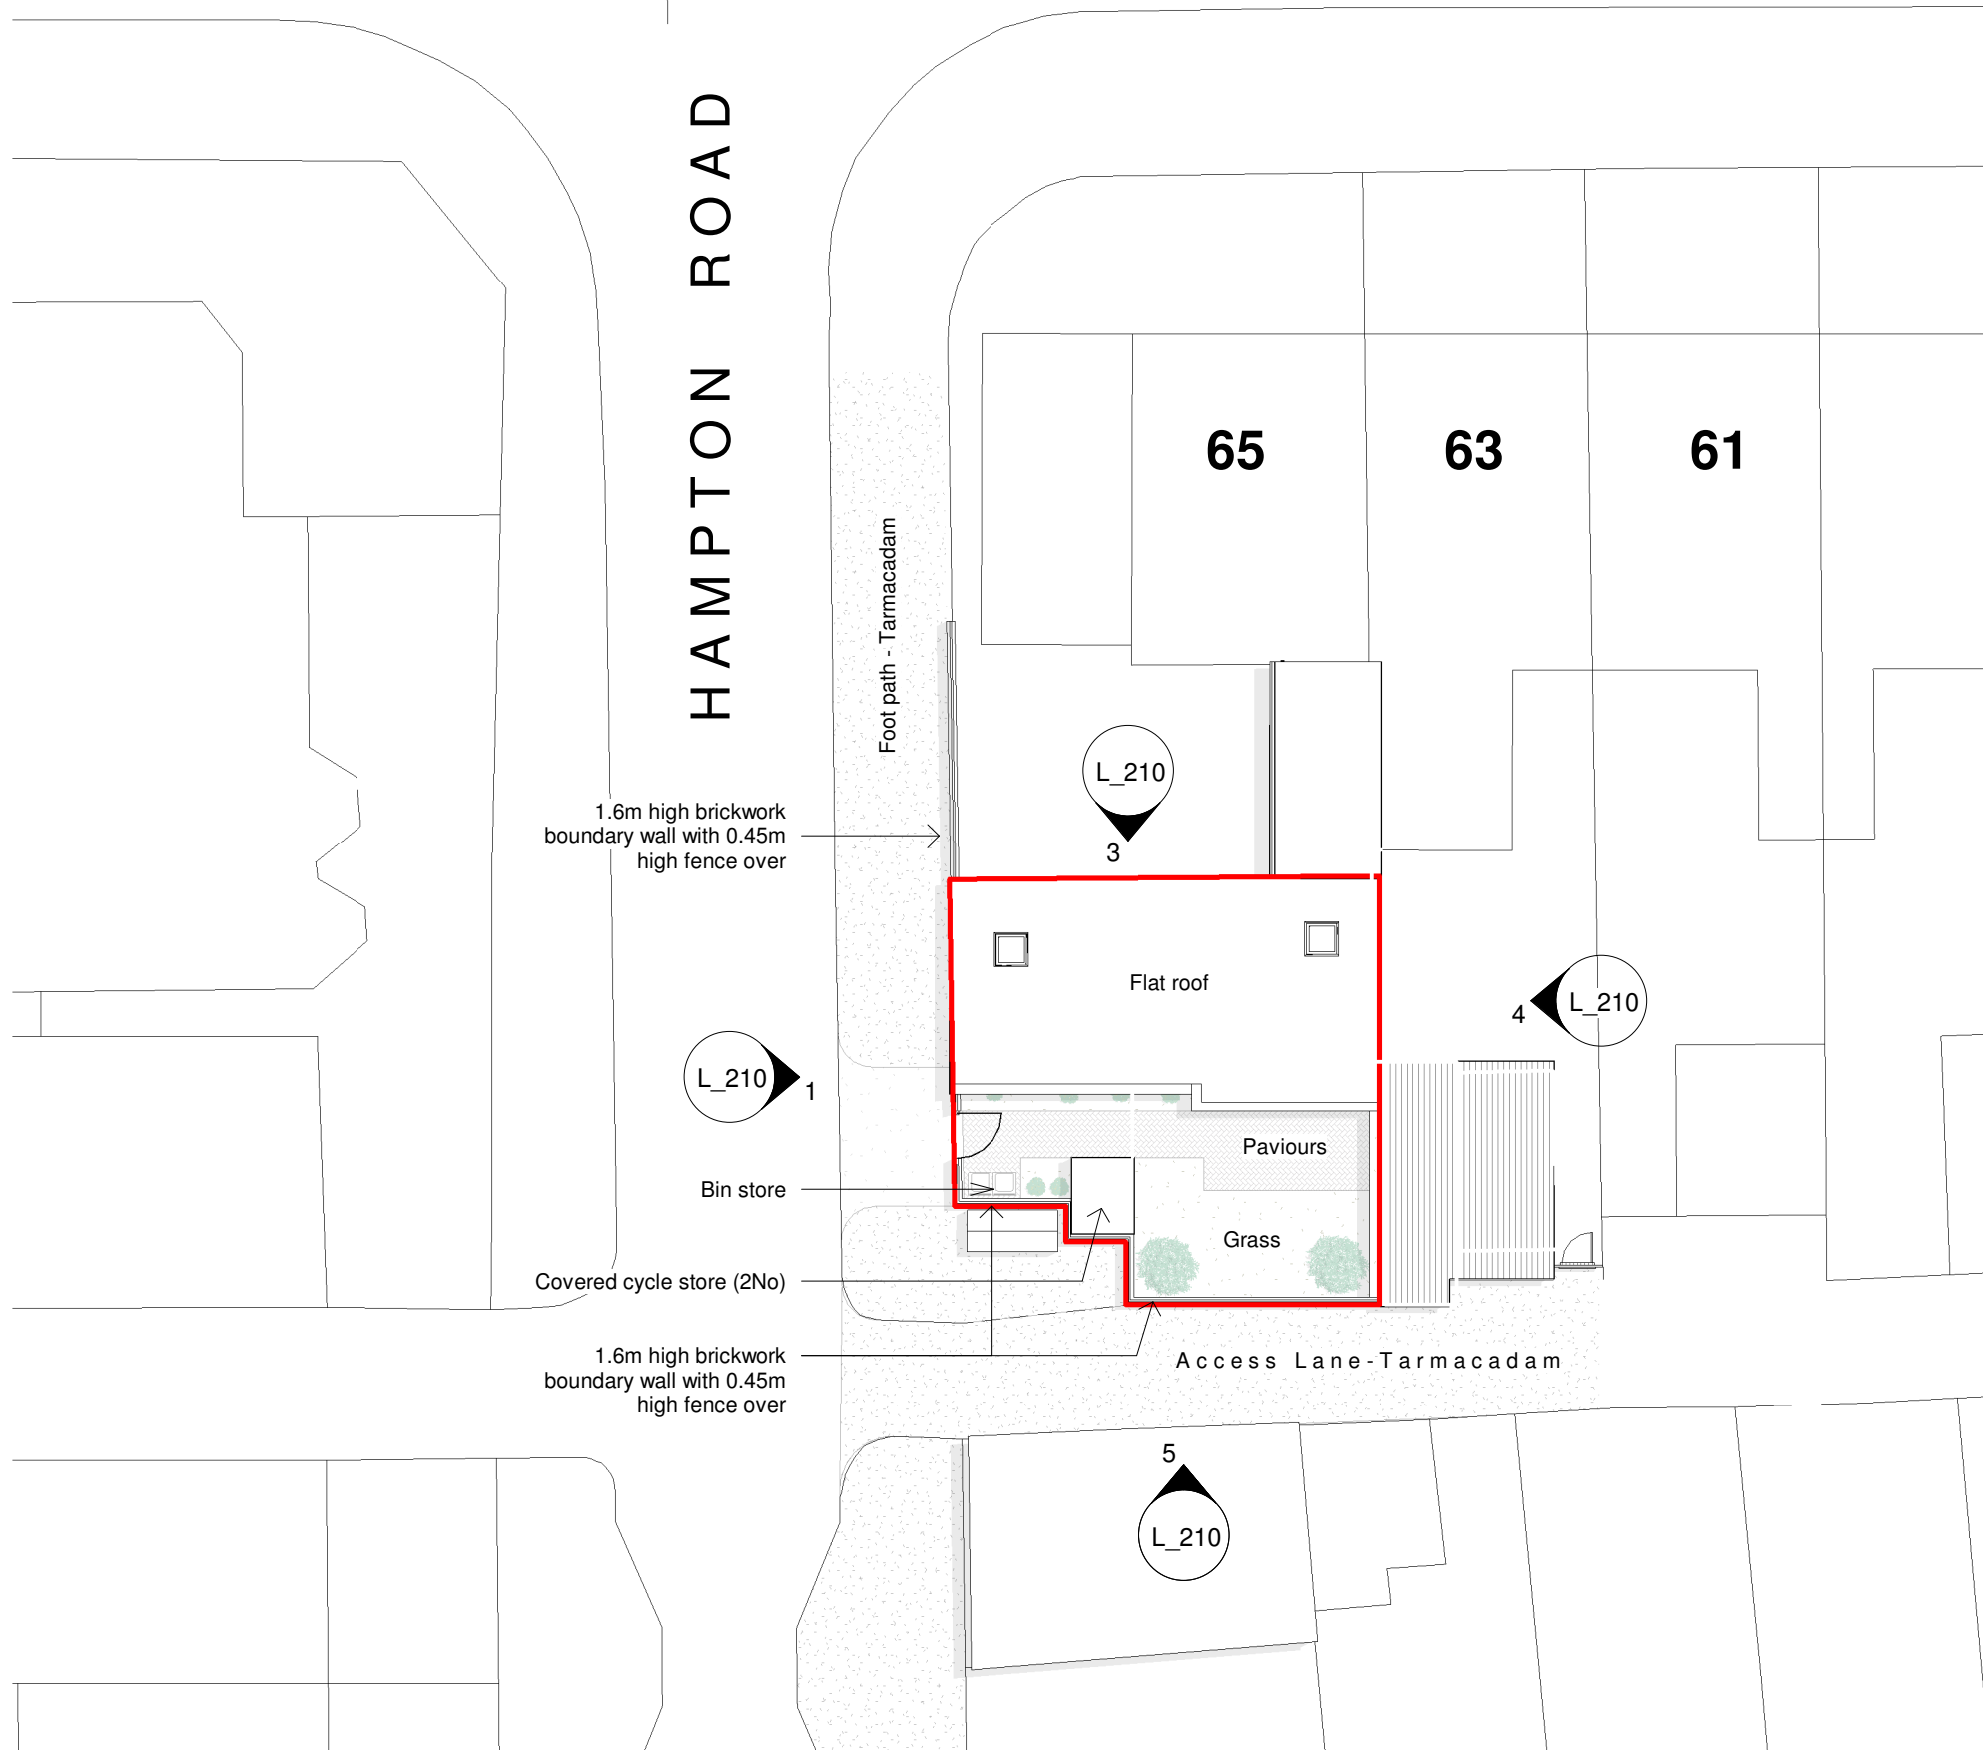 HAMPTON ROAD
65
63
61
Foot path - Tarmacadam
L_210
3
1.6m high brickwork
boundary wall with 0.45m
high fence over
Flat roof
L_210
4
L_210
1
Paviours
Bin store
Grass
Covered cycle store (2No)
1.6m high brickwork
boundary wall with 0.45m
high fence over
Access Lane-Tarmacadam
5
L_210